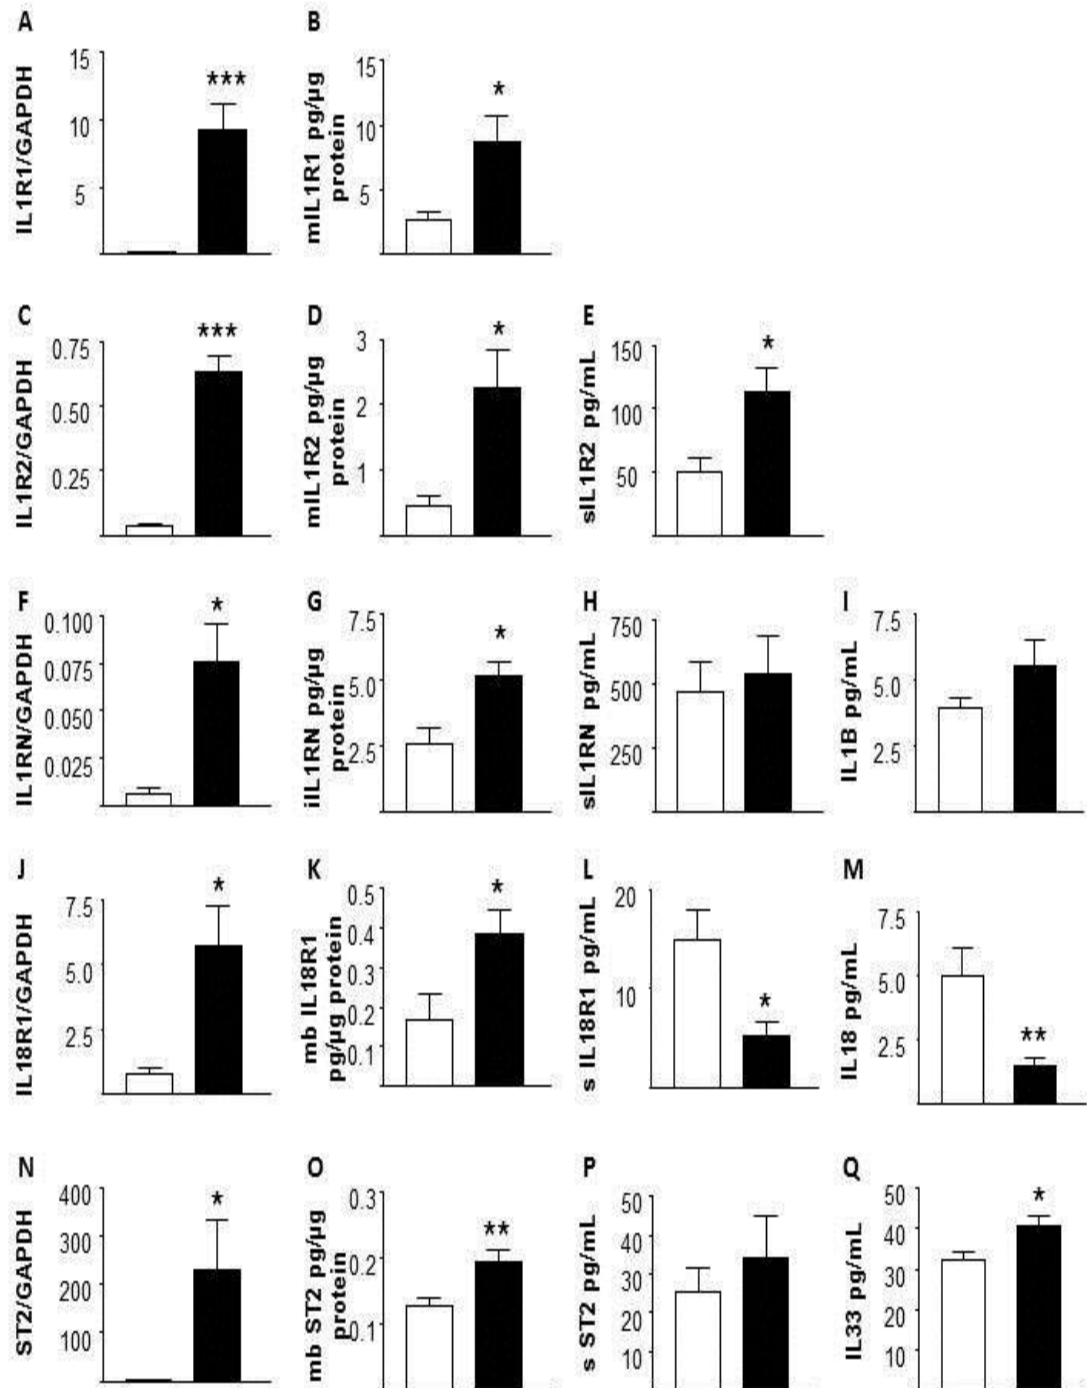 A
IL1R1/GAPDH
15
10
5
***
B
mIL1R1 pg/µg
protein
15
10
5
*
C
IL1R2/GAPDH
0.75
0.50
0.25
***
D
mIL1R2 pg/µg
protein
3
2
1
*
E
sIL1R2 pg/mL
150
100
50
*
F
IL1RN/GAPDH
0.100
0.075
0.050
0.025
*
G
iIL1RN pg/µg
protein
7.5
5.0
2.5
*
H
sIL1RN pg/mL
750
500
250
I
IL1B pg/mL
7.5
5.0
2.5
J
IL18R1/GAPDH
7.5
5.0
2.5
*
K
mb IL18R1
pg/µg protein
0.5
0.4
0.3
0.2
0.1
*
L
s IL18R1 pg/mL
20
10
*
M
IL18 pg/mL
7.5
5.0
2.5
**
N
ST2/GAPDH
400
300
200
100
*
O
mb ST2 pg/µg
protein
0.3
0.2
0.1
**
P
s ST2 pg/mL
50
40
30
20
10
Q
IL33 pg/mL
50
40
30
20
10
*